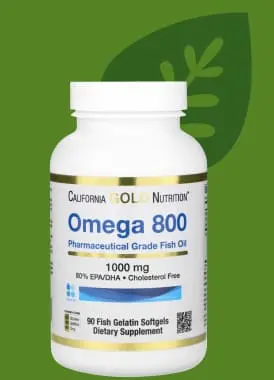 CALIFORNIA GOLD NUTRITION®
Omega 800
Pharmaceutical Grade Fish Oil
1000 mg
80% EPA/DHA • Cholesterol Free
90 Fish Gelatin Softgels
Dietary Supplement